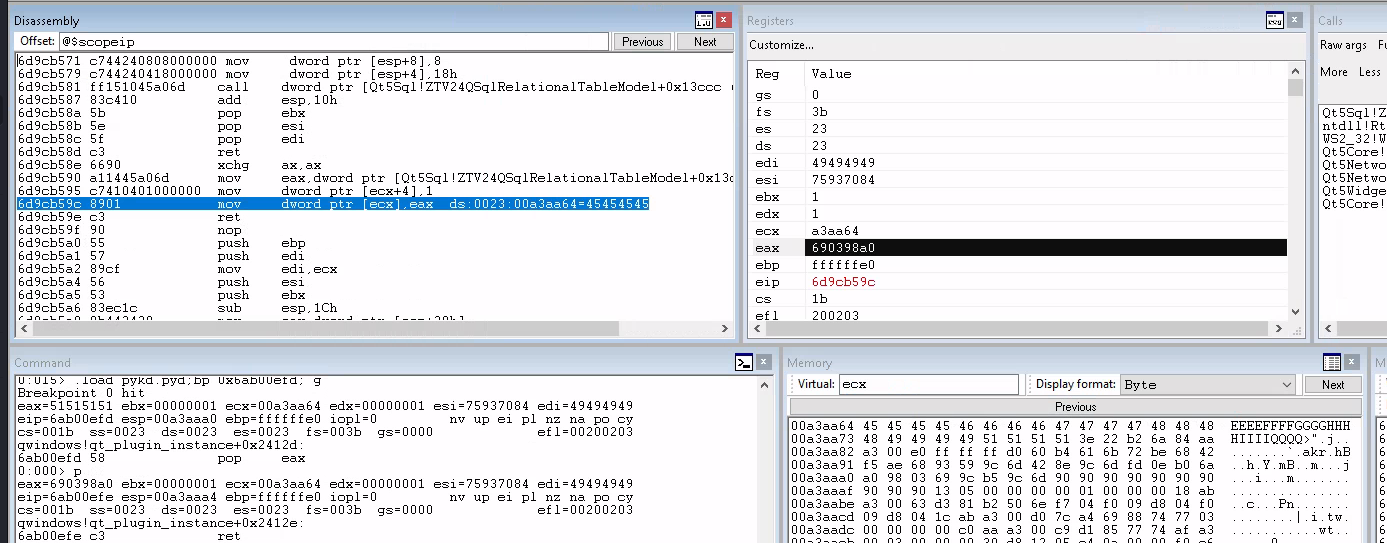 Disassembly
Offset: @$scopeip
Previous Next
6d9cb571 c744240808000000 mov dword ptr [esp+8],8
6d9cb579 c744240418000000 mov dword ptr [esp+4],18h
6d9cb581 ff151045a06d call dword ptr [Qt5Sql!ZTV24QSqlRelationalTableModel+0x13ccc
6d9cb587 83c410 add esp,10h
6d9cb58a 5b pop ebx
6d9cb58b 5e pop esi
6d9cb58c 5f pop edi
6d9cb58d c3 ret
6d9cb58e 6690 xchg ax,ax
6d9cb590 a11445a06d mov eax,dword ptr [Qt5Sql!ZTV24QSqlRelationalTableModel+0x13c
6d9cb595 c7410401000000 mov dword ptr [ecx+4],1
6d9cb59c 8901 mov dword ptr [ecx],eax ds:0023:00a3aa64=45454545
6d9cb59e c3 ret
6d9cb59f 90 nop
6d9cb5a0 55 push ebp
6d9cb5a1 57 push edi
6d9cb5a2 89cf mov edi,ecx
6d9cb5a4 56 push esi
6d9cb5a5 53 push ebx
6d9cb5a6 83ec1c sub esp,1Ch
Registers
Customize...
Reg Value
gs 0
fs 3b
es 23
ds 23
edi 49494949
esi 75937084
ebx 1
edx 1
ecx a3aa64
eax 690398a0
ebp ffffffe0
eip 6d9cb59c
cs 1b
efl 200203
Calls
Raw args
More Less
Qt5Sql!Z
ntdll!Rt
WS2_32!W
Qt5Core!
Qt5Netwo
Qt5Netwo
Qt5Widge
Qt5Core!
Command
0:015> .load pykd.pyd;bp 0x6ab00efd; g
Breakpoint 0 hit
eax=51515151 ebx=00000001 ecx=00a3aa64 edx=00000001 esi=75937084 edi=49494949
eip=6ab00efd esp=00a3aaa0 ebp=ffffffe0 iopl=0 nv up ei pl nz na po cy
cs=001b ss=0023 ds=0023 es=0023 fs=003b gs=0000 efl=00200203
qwindows!qt_plugin_instance+0x2412d:
6ab00efd 58 pop eax
0:000> p
eax=690398a0 ebx=00000001 ecx=00a3aa64 edx=00000001 esi=75937084 edi=49494949
eip=6ab00efe esp=00a3aaa4 ebp=ffffffe0 iopl=0 nv up ei pl nz na po cy
cs=001b ss=0023 ds=0023 es=0023 fs=003b gs=0000 efl=00200203
qwindows!qt_plugin_instance+0x2412e:
6ab00efe c3 ret
Memory
Virtual: ecx Display format: Byte Next
Previous
00a3aa64 45 45 45 45 46 46 46 46 47 47 47 47 48 48 48 EEEEFFFFGGGGHHH
00a3aa73 48 49 49 49 49 51 51 51 51 3e 22 b2 6a 84 aa HIIIIQQQQ>".j..
00a3aa82 a3 00 e0 ff ff ff d0 60 b4 61 6b 72 be 68 42 .......`.akr.hB
00a3aa91 f5 ae 68 93 59 9c 6d 42 8e 9c 6d fd 0e b0 6a ..h.Y.mB..m...j
00a3aaa0 a0 98 03 69 9c b5 9c 6d 90 90 90 90 90 90 90 ...i...m.......
00a3aaaf 90 90 90 13 05 00 00 00 00 01 00 00 00 18 ab
00a3aabe a3 00 63 d3 81 b2 50 6e f7 04 f0 09 d8 04 f0 ..c...Pn.......
00a3aacd 09 d8 04 1c ab a3 00 d0 7c a4 69 88 74 77 03 ........|.i.tw.
00a3aadc 00 00 00 00 c0 aa a3 00 c9 d1 85 77 74 af a3 ...........wt..